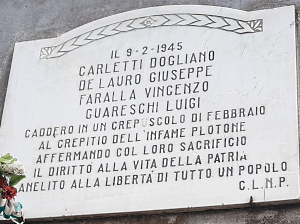 IL 9-2-1945
CARLETTI DOGLIANO
DE LAURO GIUSEPPE
FARALLA VINCENZO
GUARESCHI LUIGI
CADDERO IN UN CREPUSCOLO DI FEBBRAIO
AL CREPITIO DELL'INFAME PLOTONE
AFFERMANDO COL LORO SACRIFICIO
IL DIRITTO ALLA VITA DELLA PATRIA
ANELITO ALLA LIBERTÀ DI TUTTO UN POPOLO
C.L.N.P.